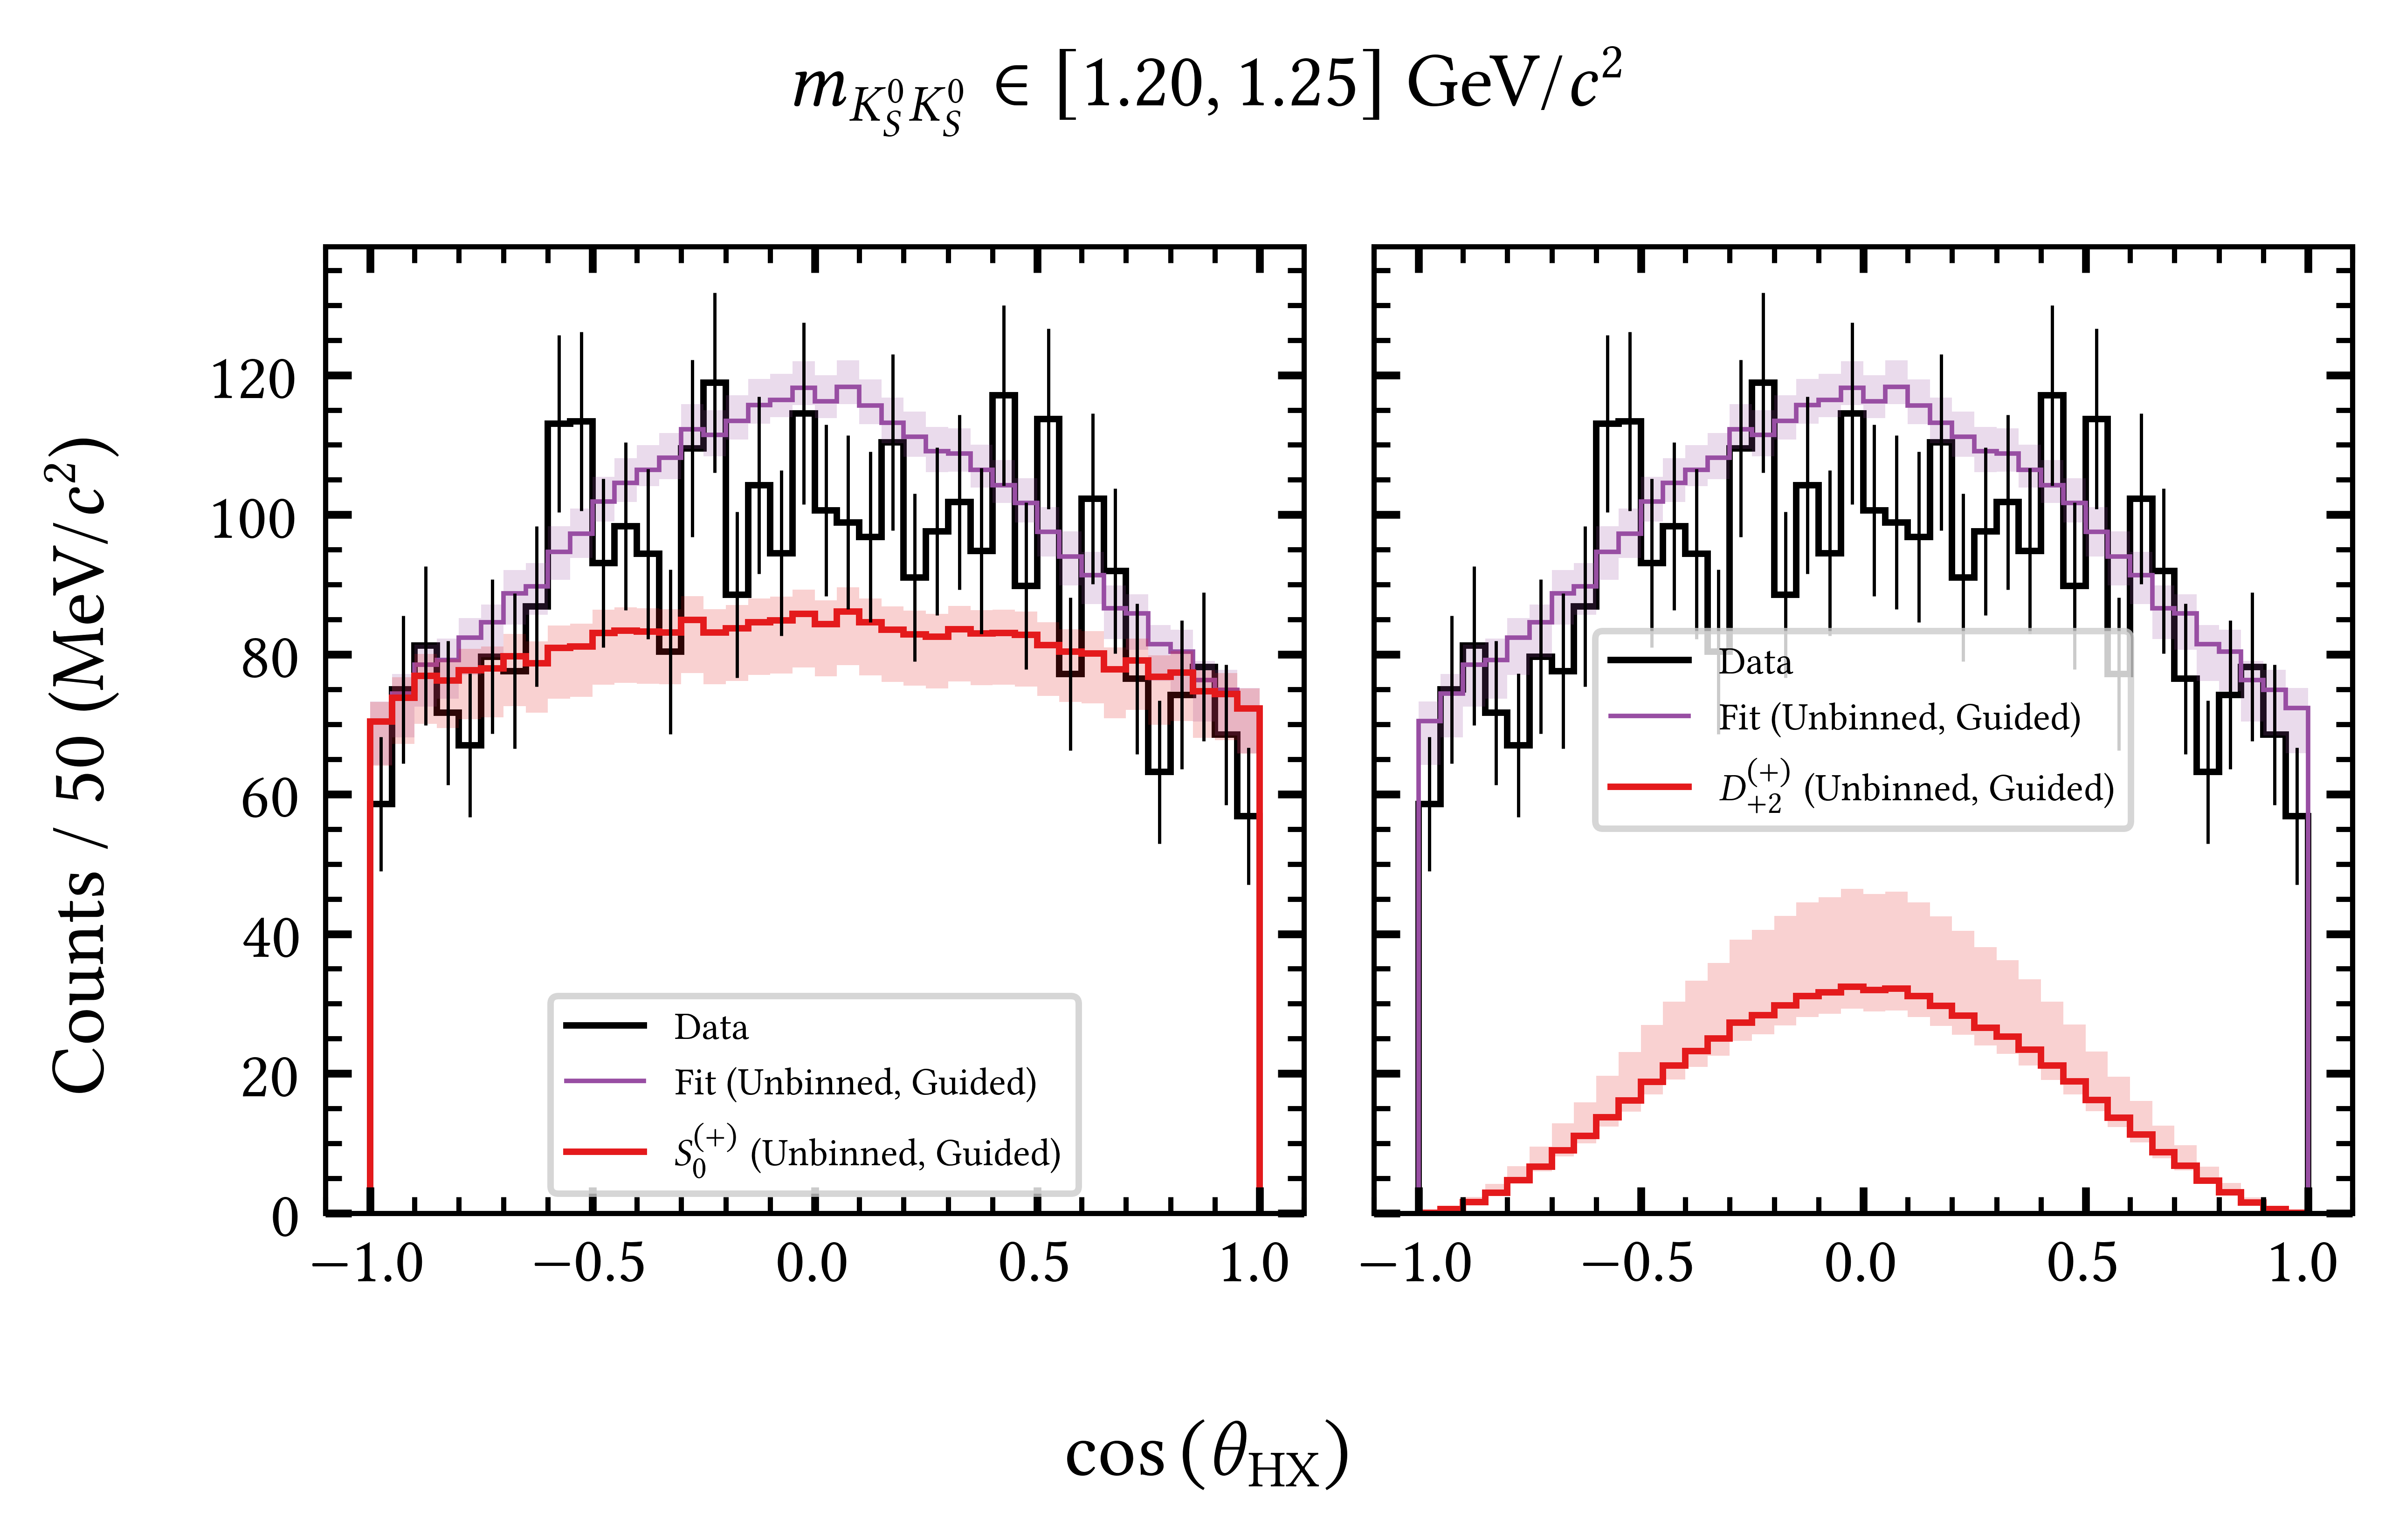 m_{K_S^0 K_S^0} ∈ [1.20, 1.25] GeV/c²
Counts / 50 (MeV/c²)
120
100
80
60
40
20
0
−1.0 −0.5 0.0 0.5 1.0
Data
Fit (Unbinned, Guided)
S_0^{(+)} (Unbinned, Guided)
−1.0 −0.5 0.0 0.5 1.0
Data
Fit (Unbinned, Guided)
D_{+2}^{(+)} (Unbinned, Guided)
cos (θ_{HX})